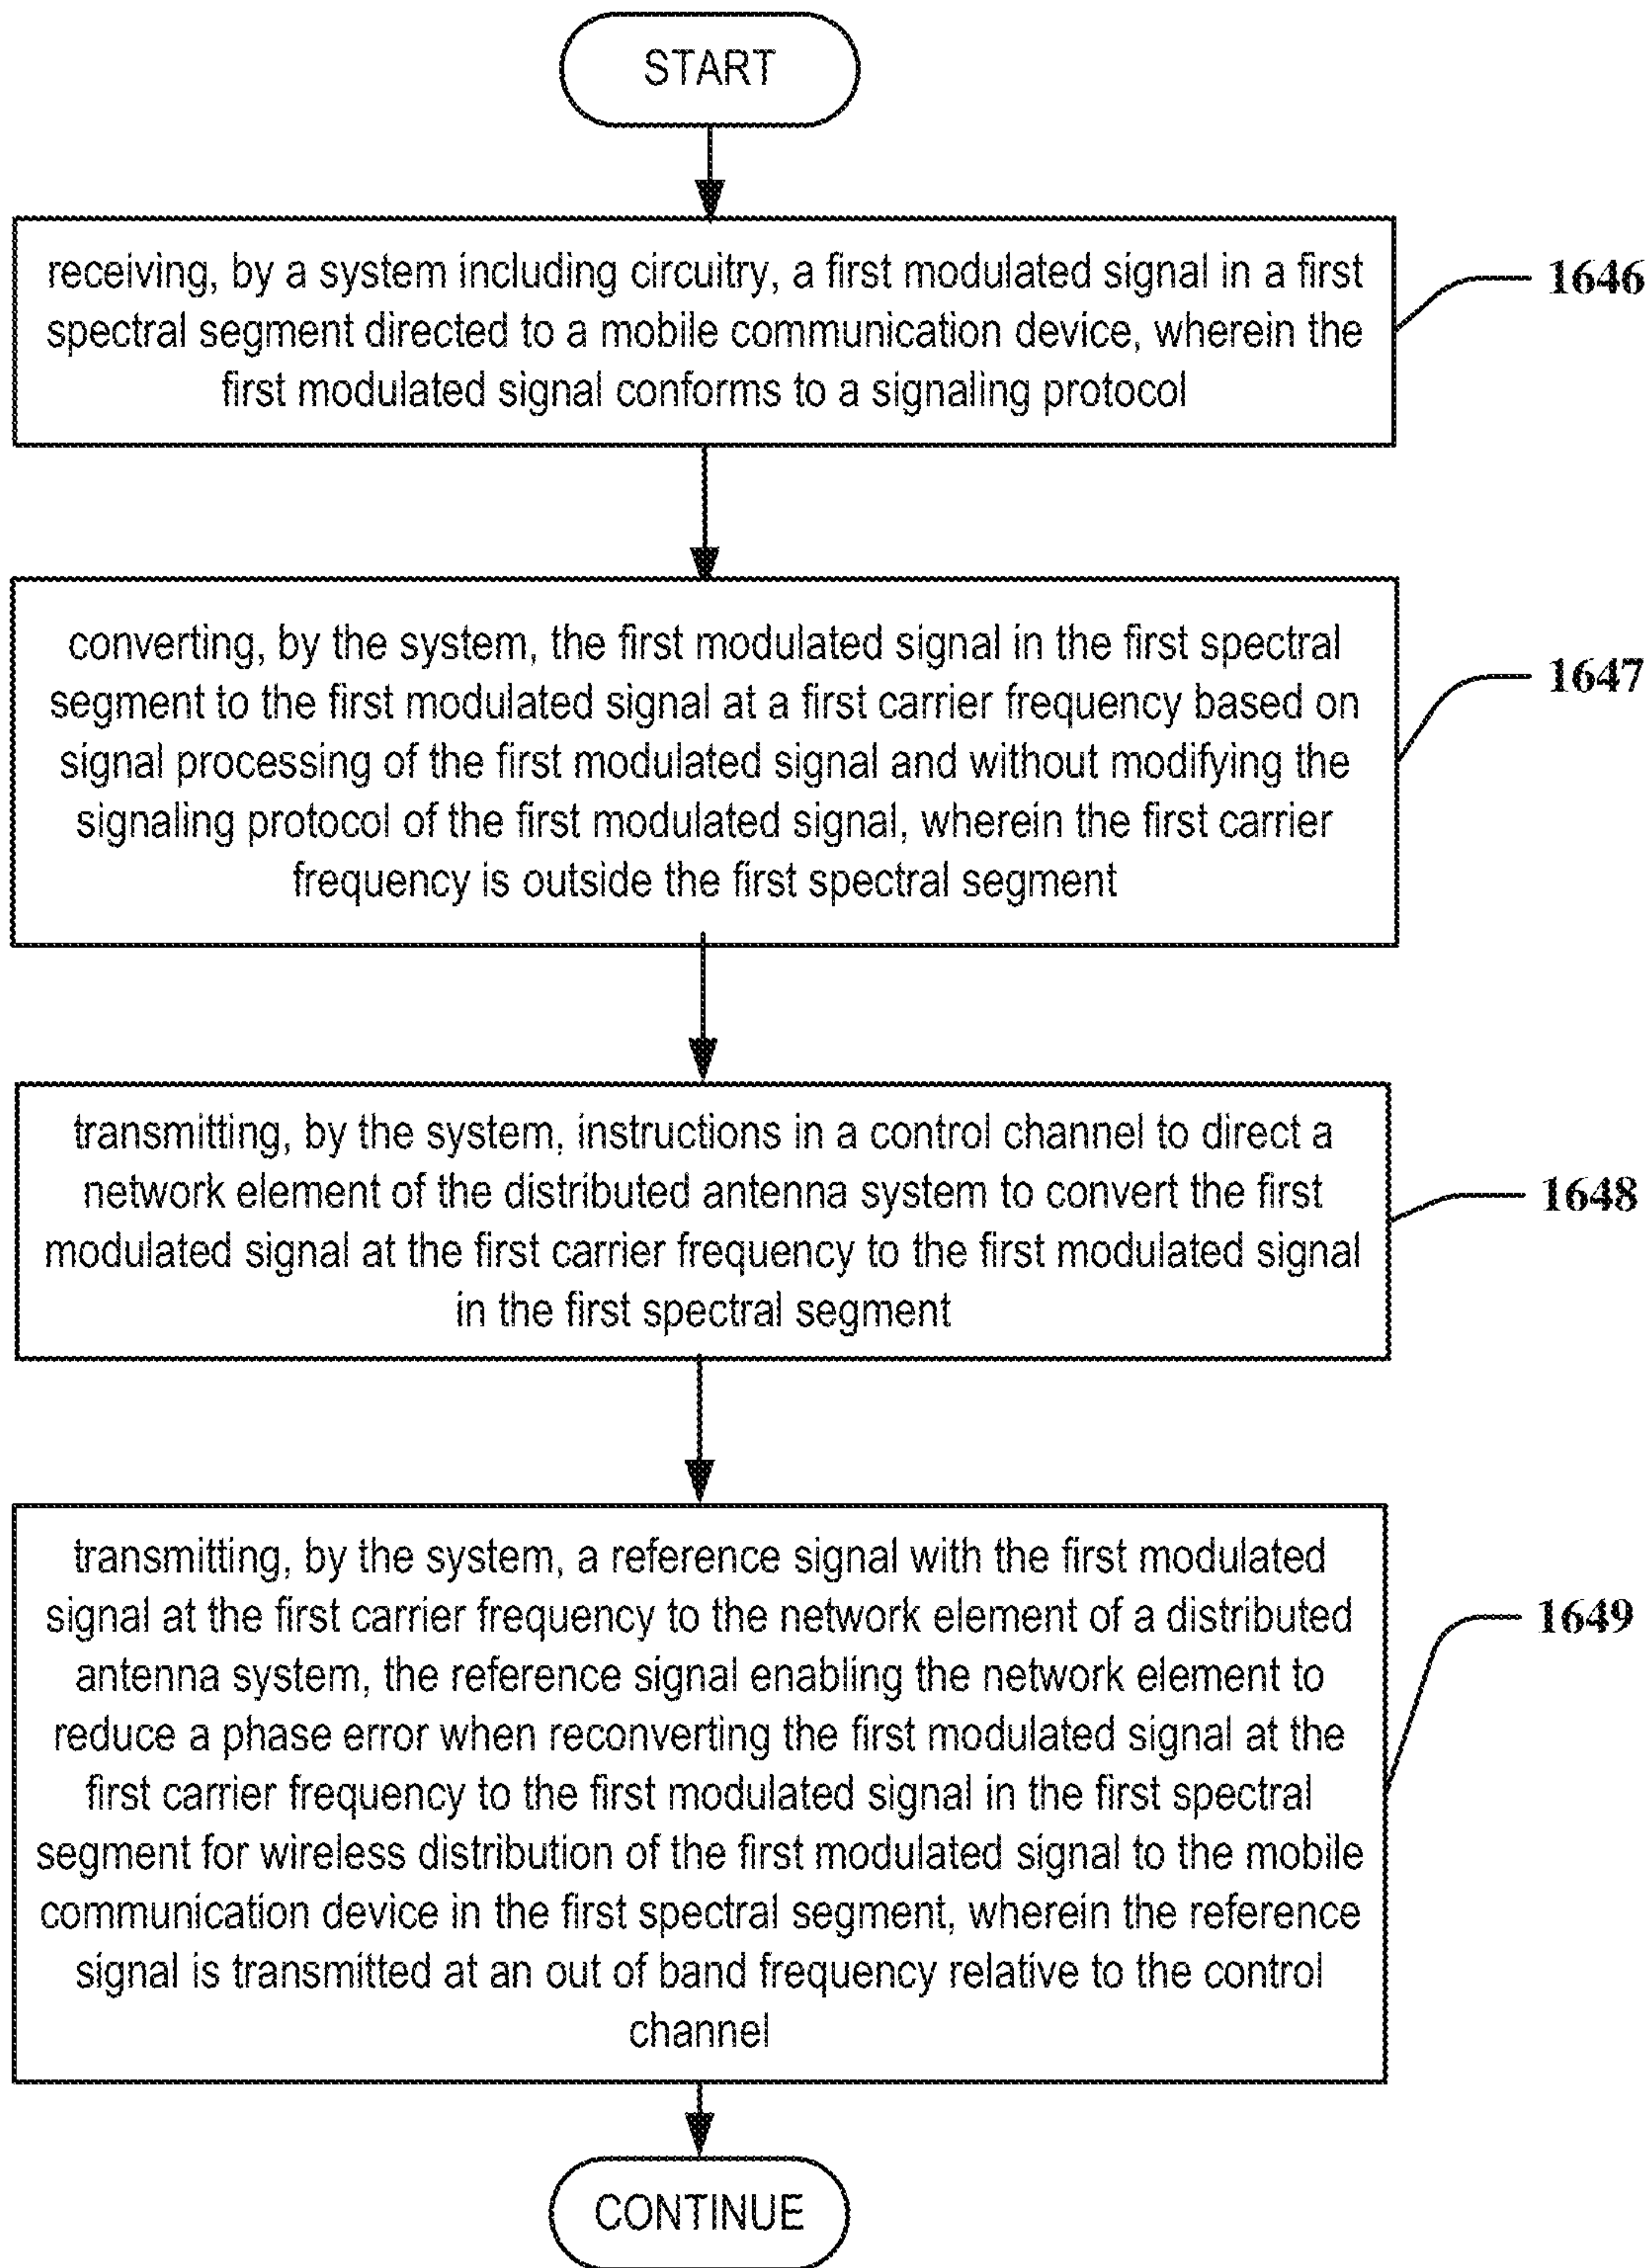 START
receiving, by a system including circuitry, a first modulated signal in a first
spectral segment directed to a mobile communication device, wherein the
first modulated signal conforms to a signaling protocol
1646
converting, by the system, the first modulated signal in the first spectral
segment to the first modulated signal at a first carrier frequency based on
signal processing of the first modulated signal and without modifying the
signaling protocol of the first modulated signal, wherein the first carrier
frequency is outside the first spectral segment
1647
transmitting, by the system, instructions in a control channel to direct a
network element of the distributed antenna system to convert the first
modulated signal at the first carrier frequency to the first modulated signal
in the first spectral segment
1648
transmitting, by the system, a reference signal with the first modulated
signal at the first carrier frequency to the network element of a distributed
antenna system, the reference signal enabling the network element to
reduce a phase error when reconverting the first modulated signal at the
first carrier frequency to the first modulated signal in the first spectral
segment for wireless distribution of the first modulated signal to the mobile
communication device in the first spectral segment, wherein the reference
signal is transmitted at an out of band frequency relative to the control
channel
1649
CONTINUE